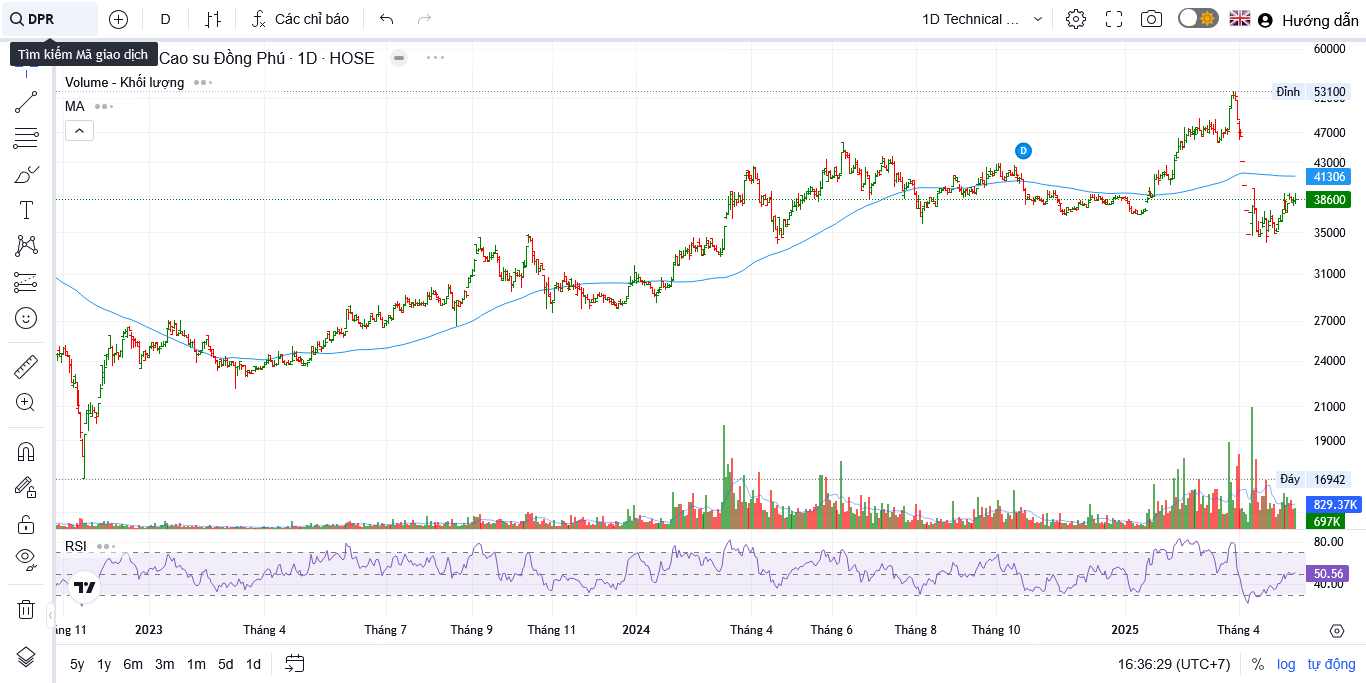 DPR
D
Các chỉ báo
1D Technical ...
Hướng dẫn
Tìm kiếm Mã giao dịch
Cao su Đồng Phú · 1D · HOSE
Volume - Khối lượng
MA
D
60000
Đỉnh 53100
47000
43000
41306
38600
35000
31000
27000
24000
21000
19000
Đáy 16942
829.37K
697K
RSI
80.00
50.56
40.00
ng 11 2023 Tháng 4 Tháng 7 Tháng 9 Tháng 11 2024 Tháng 4 Tháng 6 Tháng 8 Tháng 10 2025 Tháng 4
5y 1y 6m 3m 1m 5d 1d
16:36:29 (UTC+7) % log tự động